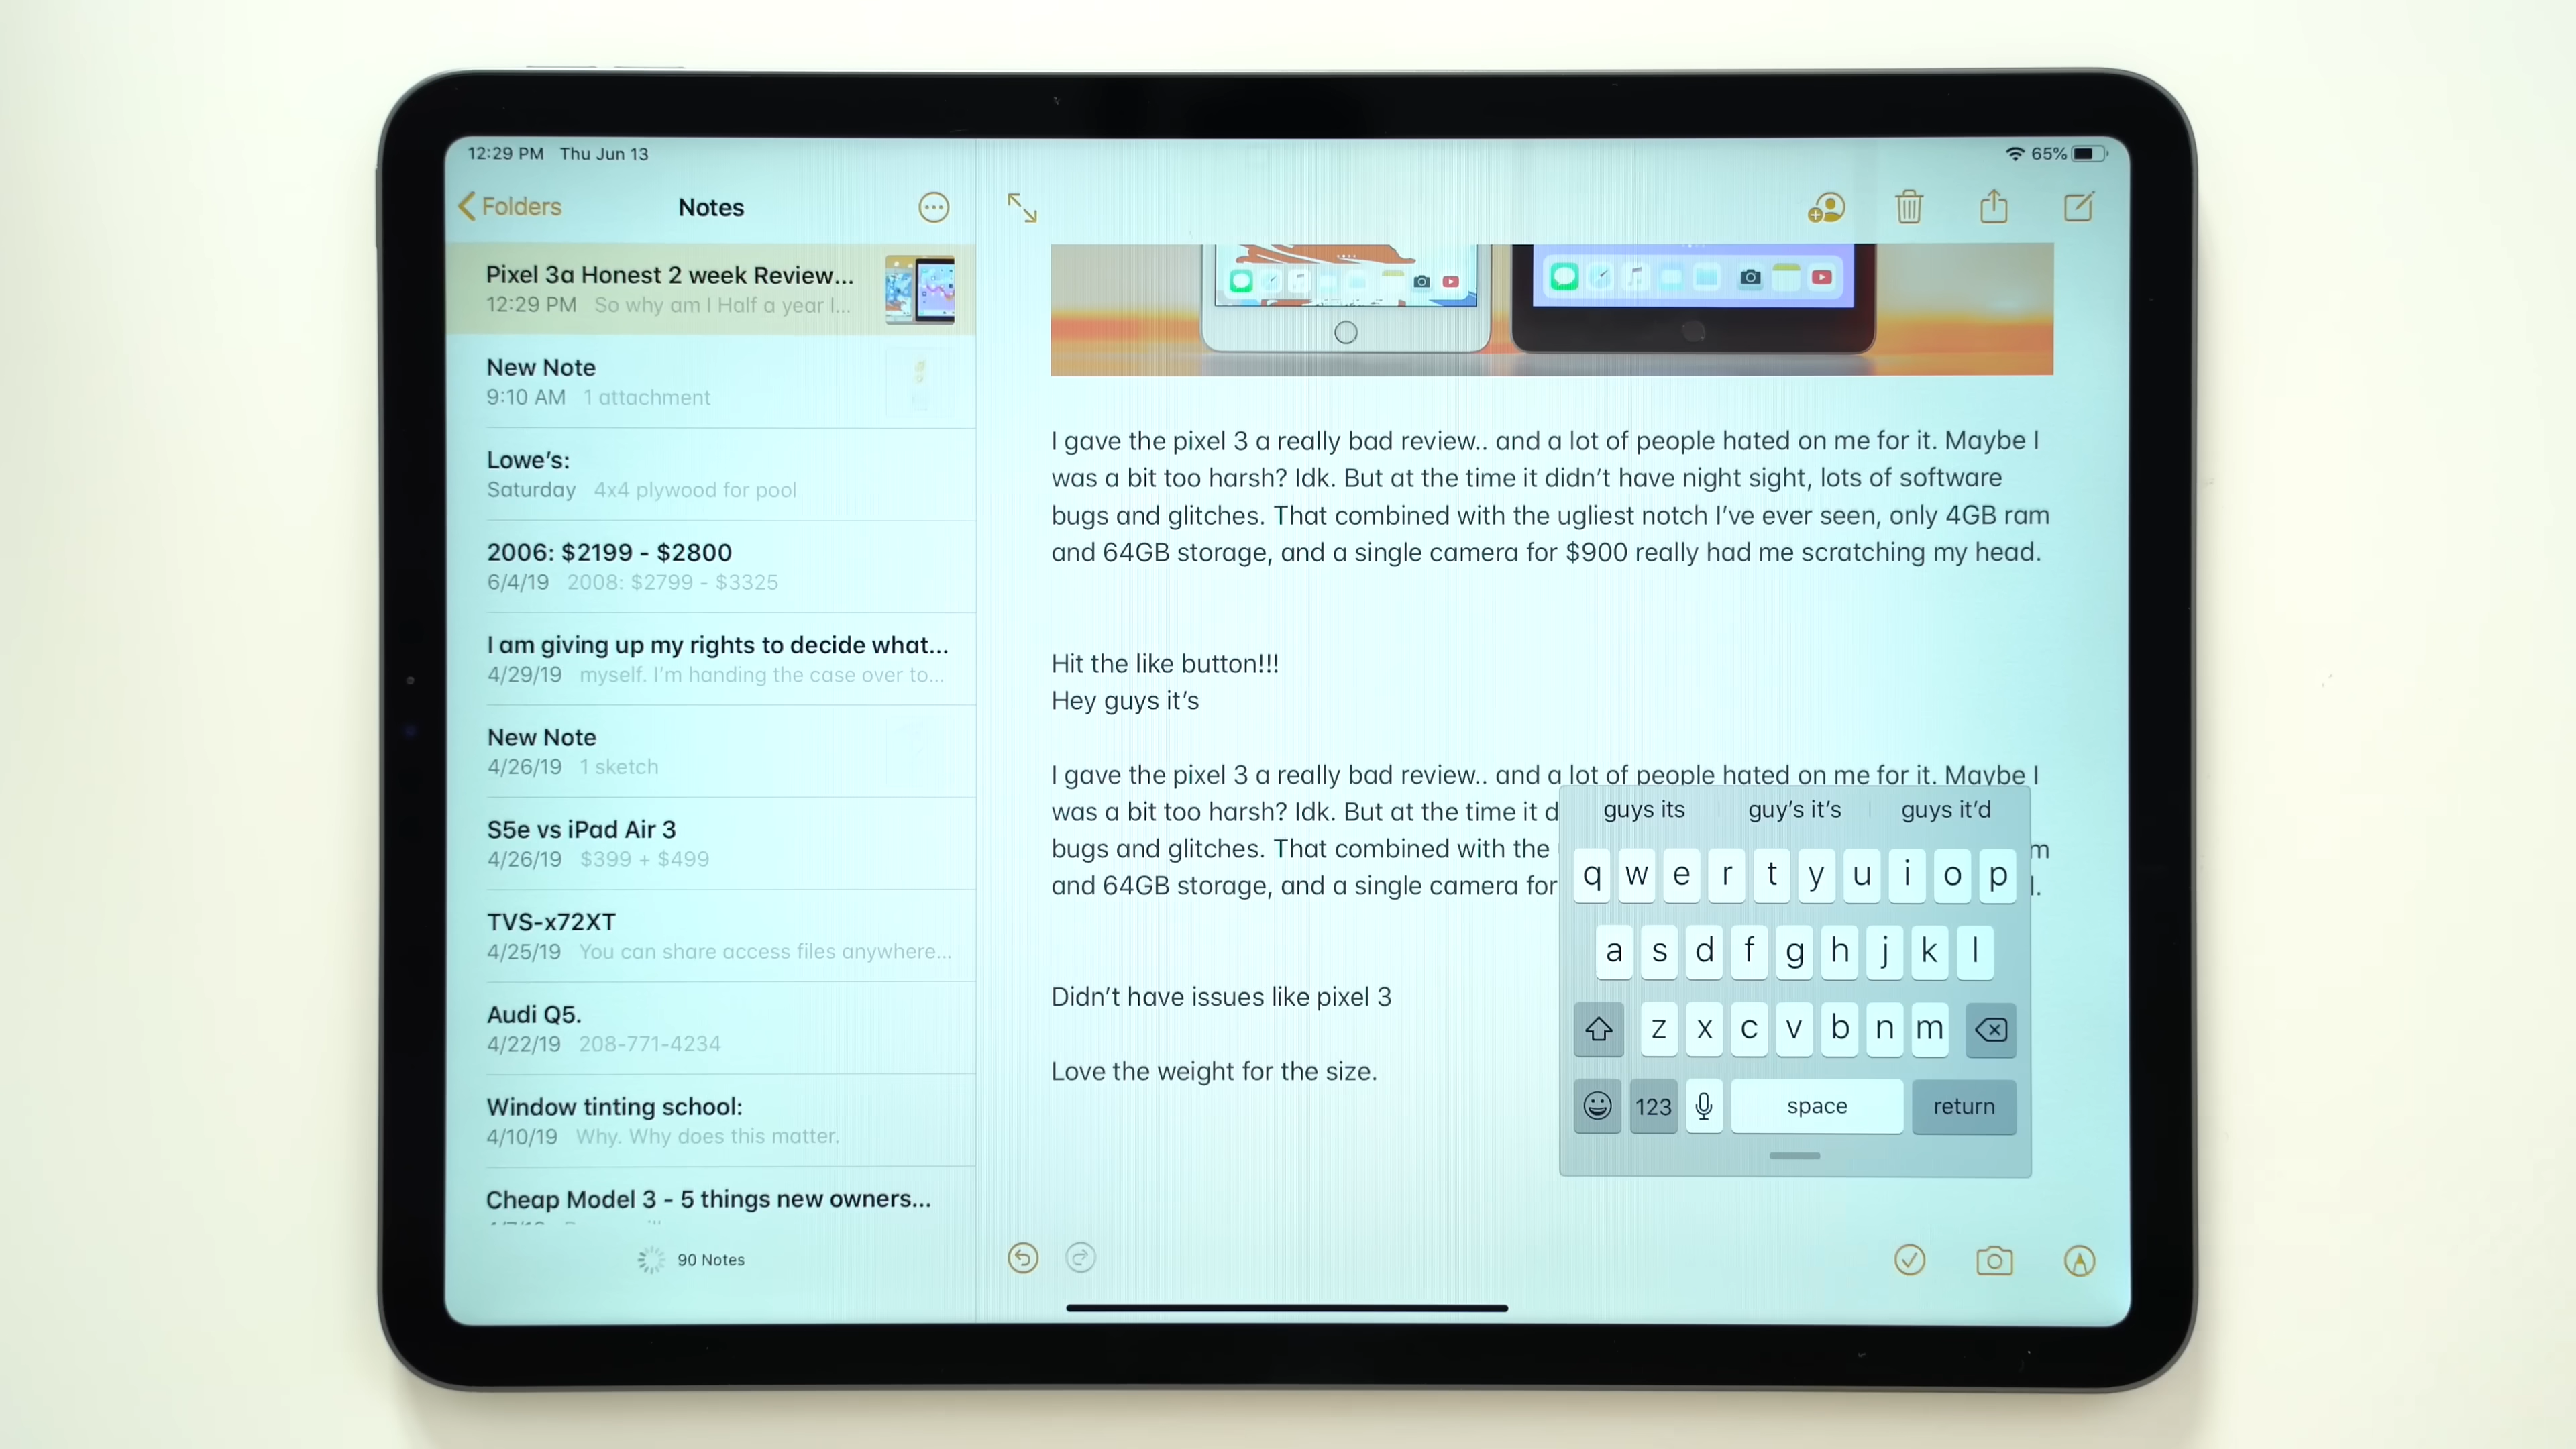 12:29 PM Thu Jun 13
65%
Folders
Notes
Pixel 3a Honest 2 week Review...
12:29 PM So why am I Half a year l...
New Note
9:10 AM 1 attachment
Lowe's:
Saturday 4x4 plywood for pool
2006: $2199 - $2800
6/4/19 2008: $2799 - $3325
I am giving up my rights to decide what...
4/29/19 myself. I'm handing the case over to...
New Note
4/26/19 1 sketch
S5e vs iPad Air 3
4/26/19 $399 + $499
TVS-x72XT
4/25/19 You can share access files anywhere...
Audi Q5.
4/22/19 208-771-4234
Window tinting school:
4/10/19 Why. Why does this matter.
Cheap Model 3 - 5 things new owners...
90 Notes
I gave the pixel 3 a really bad review.. and a lot of people hated on me for it. Maybe I
was a bit too harsh? Idk. But at the time it didn't have night sight, lots of software
bugs and glitches. That combined with the ugliest notch I've ever seen, only 4GB ram
and 64GB storage, and a single camera for $900 really had me scratching my head.
Hit the like button!!!
Hey guys it's
I gave the pixel 3 a really bad review.. and a lot of people hated on me for it. Maybe I
was a bit too harsh? Idk. But at the time it d
bugs and glitches. That combined with the m
and 64GB storage, and a single camera for l.
Didn't have issues like pixel 3
Love the weight for the size.
guys its guy's it's guys it'd
q w e r t y u i o p
a s d f g h j k l
z x c v b n m
123 space return